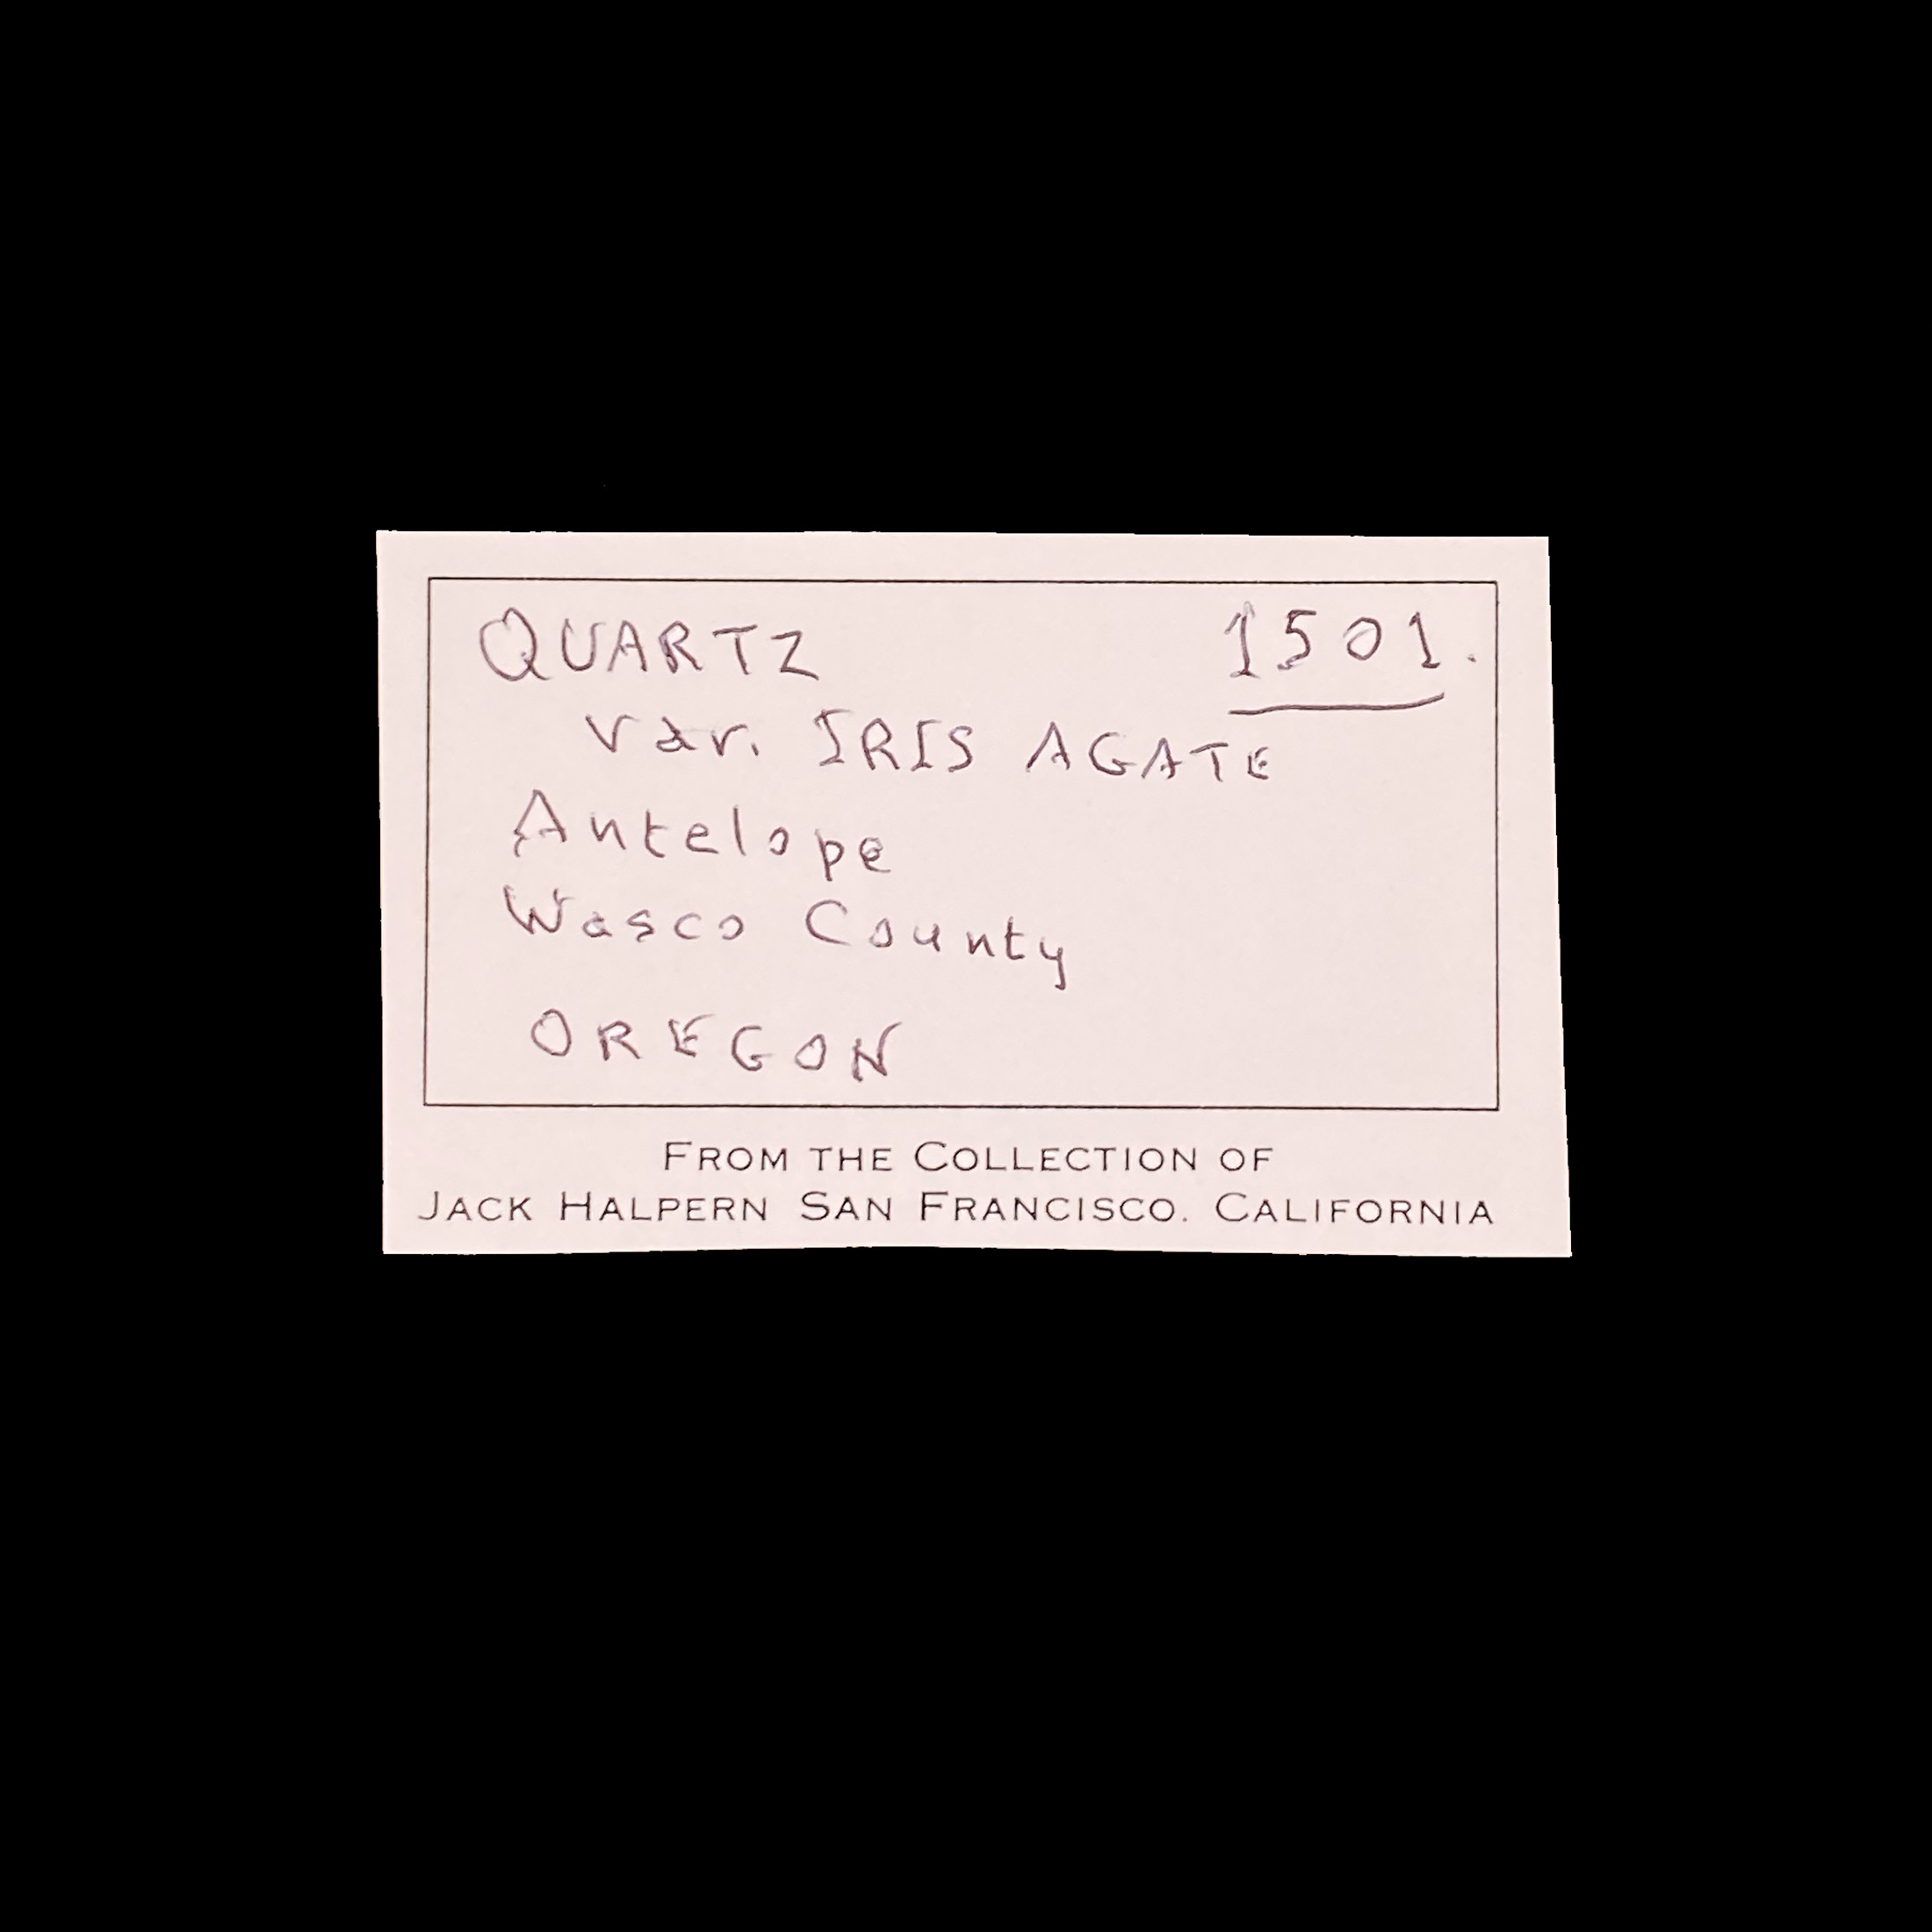 QUARTZ 1501.
var. IRIS AGATE
Antelope
Wasco County
OREGON
FROM THE COLLECTION OF
JACK HALPERN SAN FRANCISCO. CALIFORNIA